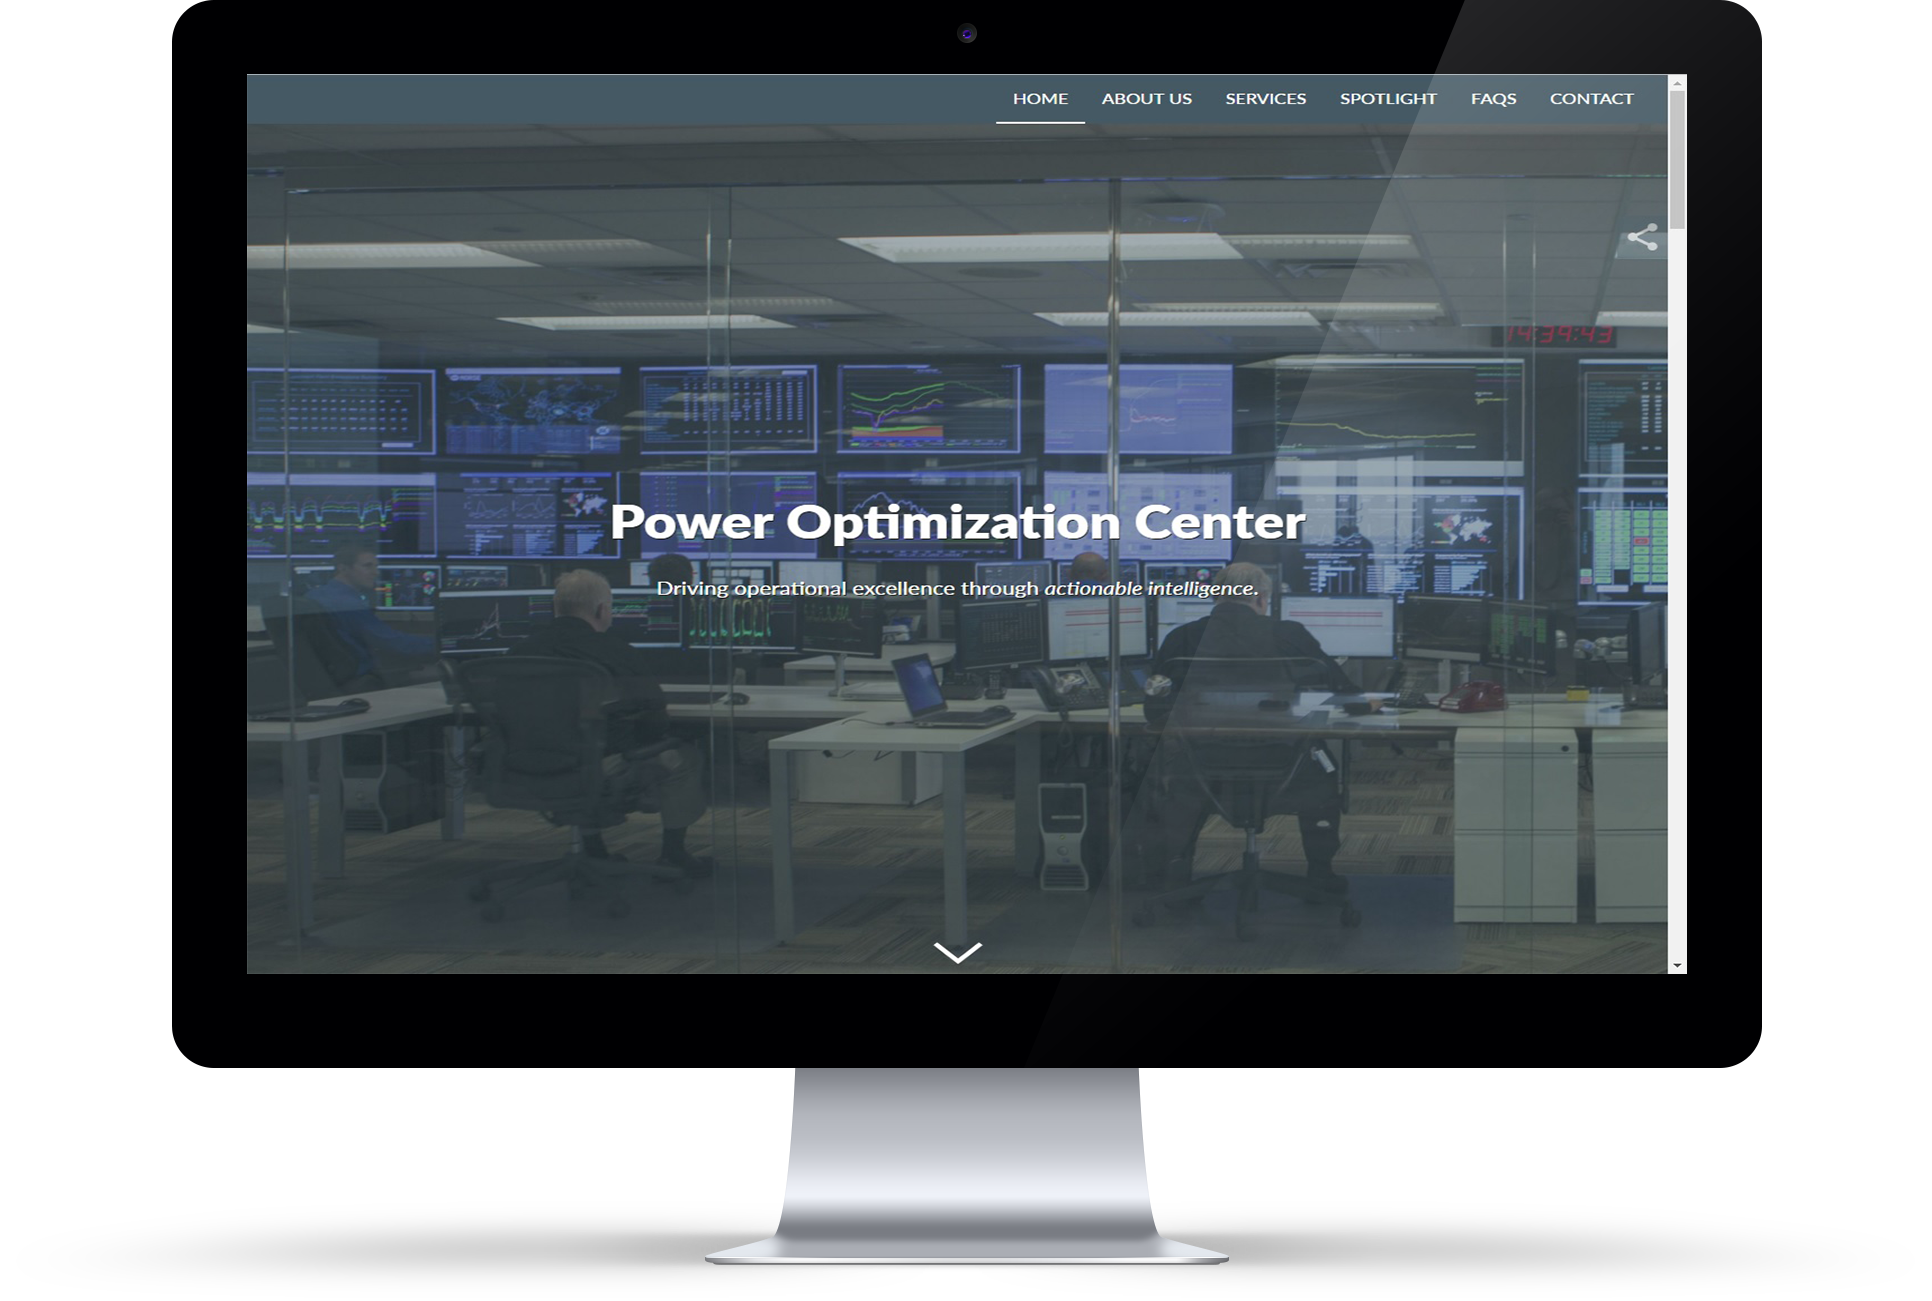 HOME ABOUT US SERVICES SPOTLIGHT FAQS CONTACT
14:39:43
Power Optimization Center
Driving operational excellence through actionable intelligence.